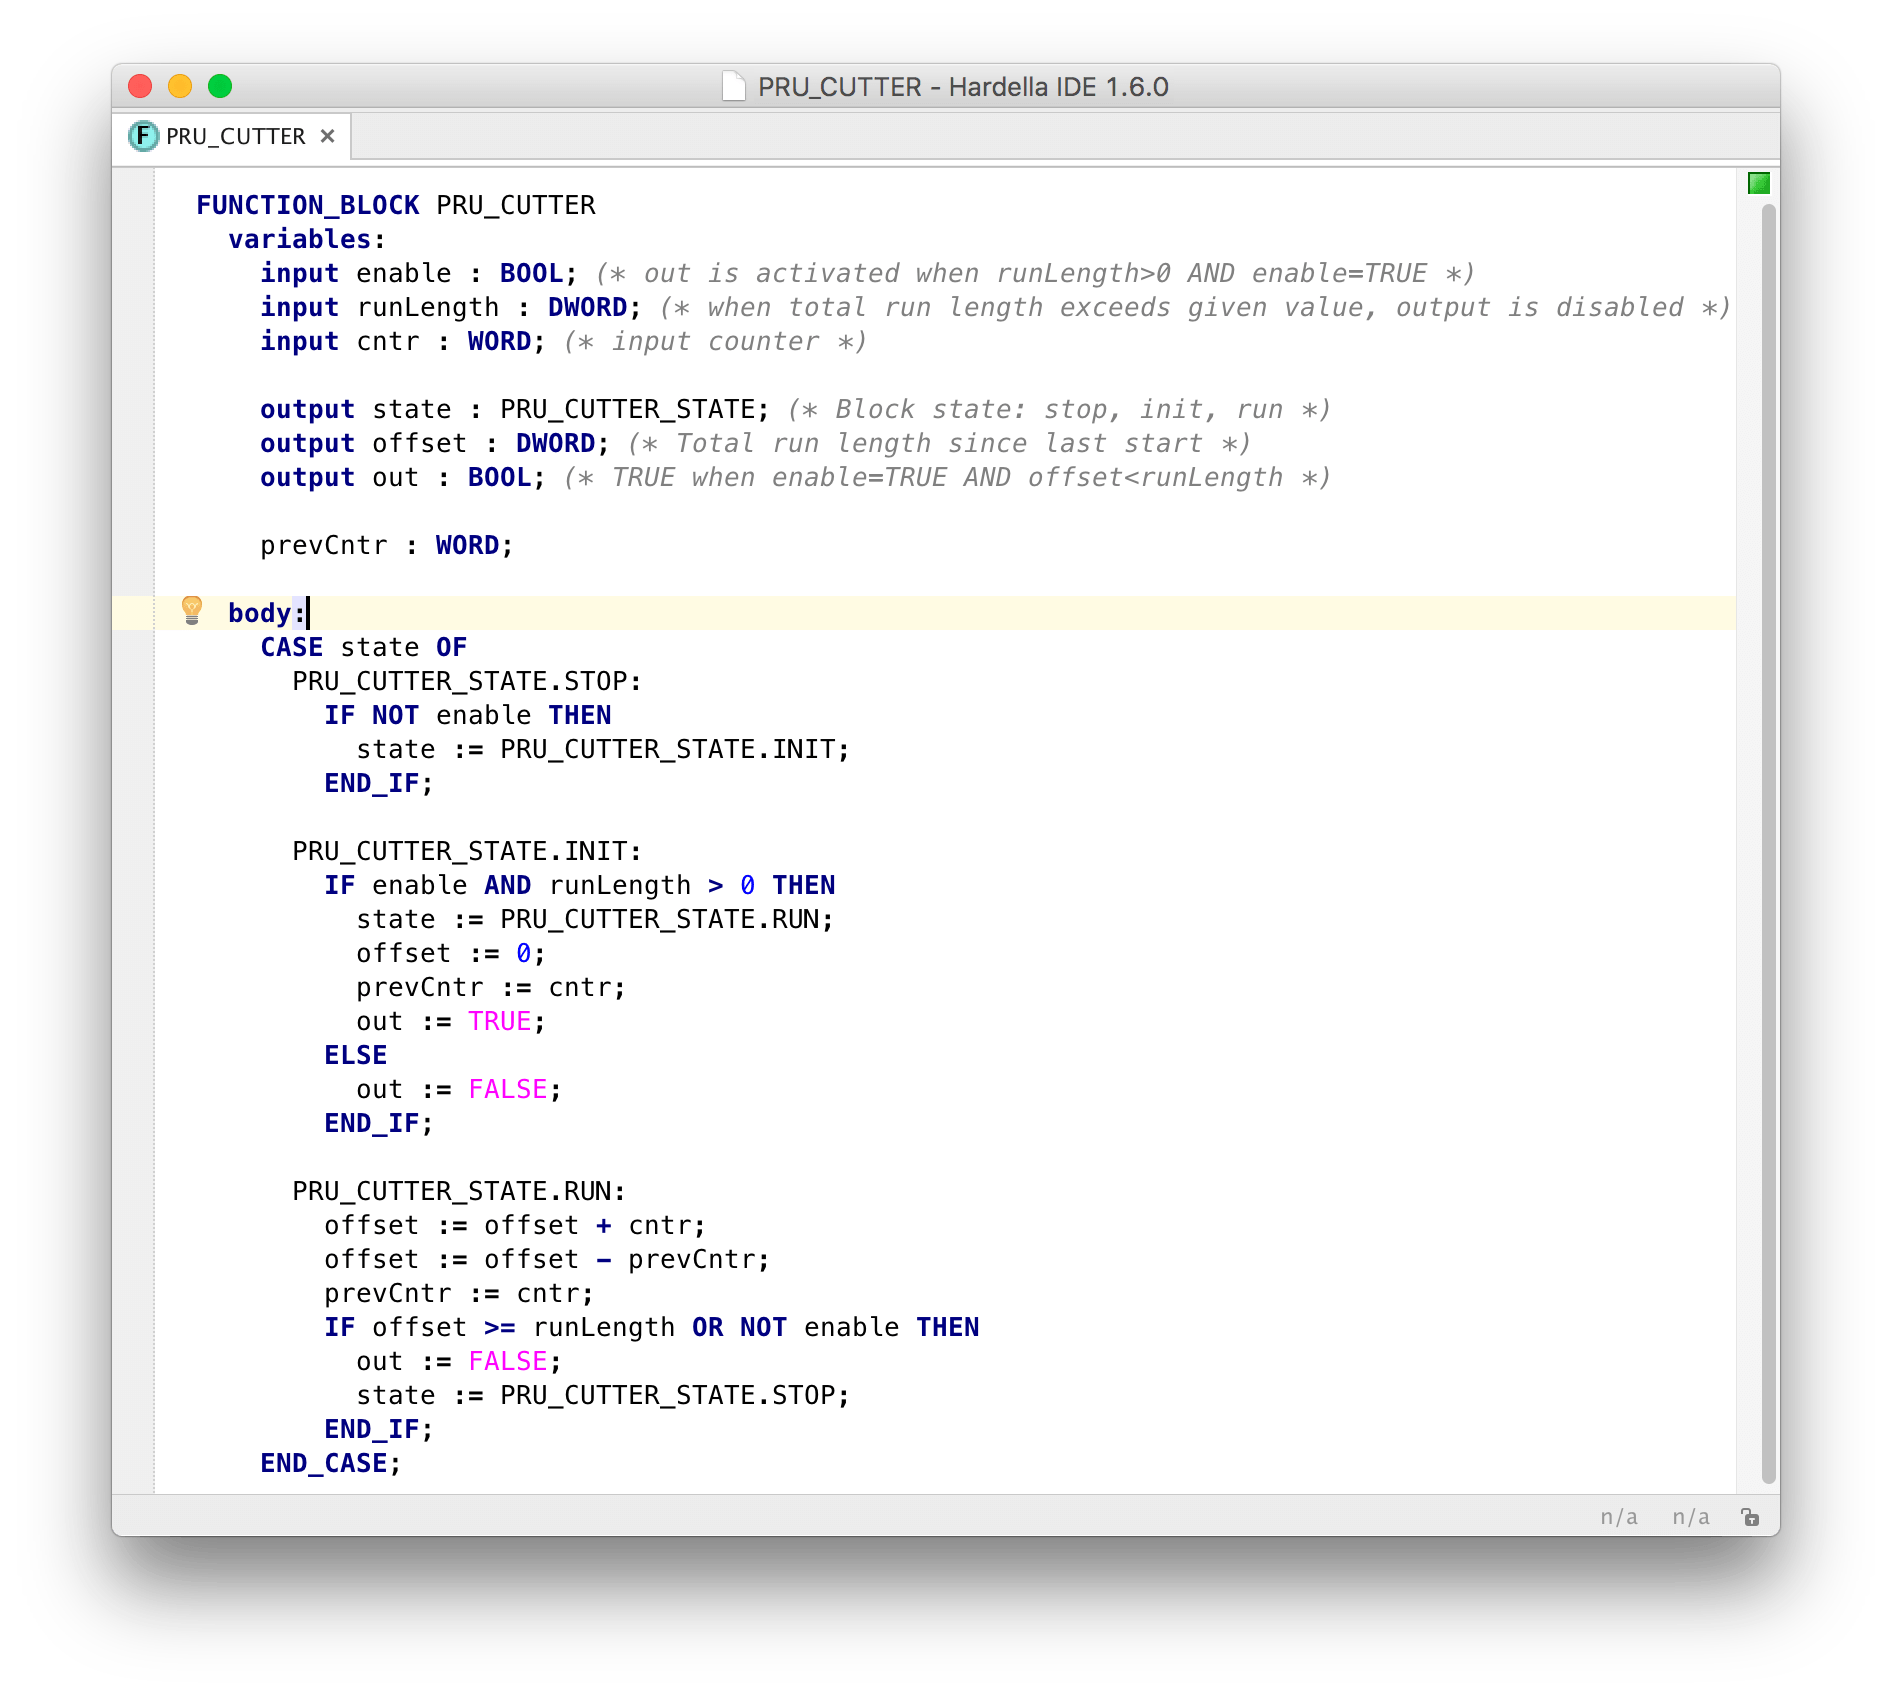 PRU_CUTTER - Hardella IDE 1.6.0
F PRU_CUTTER ×
FUNCTION_BLOCK PRU_CUTTER
variables:
input enable : BOOL; (* out is activated when runLength>0 AND enable=TRUE *)
input runLength : DWORD; (* when total run length exceeds given value, output is disabled *)
input cntr : WORD; (* input counter *)
output state : PRU_CUTTER_STATE; (* Block state: stop, init, run *)
output offset : DWORD; (* Total run length since last start *)
output out : BOOL; (* TRUE when enable=TRUE AND offset<runLength *)
prevCntr : WORD;
body:
CASE state OF
PRU_CUTTER_STATE.STOP:
IF NOT enable THEN
state := PRU_CUTTER_STATE.INIT;
END_IF;
PRU_CUTTER_STATE.INIT:
IF enable AND runLength > 0 THEN
state := PRU_CUTTER_STATE.RUN;
offset := 0;
prevCntr := cntr;
out := TRUE;
ELSE
out := FALSE;
END_IF;
PRU_CUTTER_STATE.RUN:
offset := offset + cntr;
offset := offset - prevCntr;
prevCntr := cntr;
IF offset >= runLength OR NOT enable THEN
out := FALSE;
state := PRU_CUTTER_STATE.STOP;
END_IF;
END_CASE;
n/a n/a